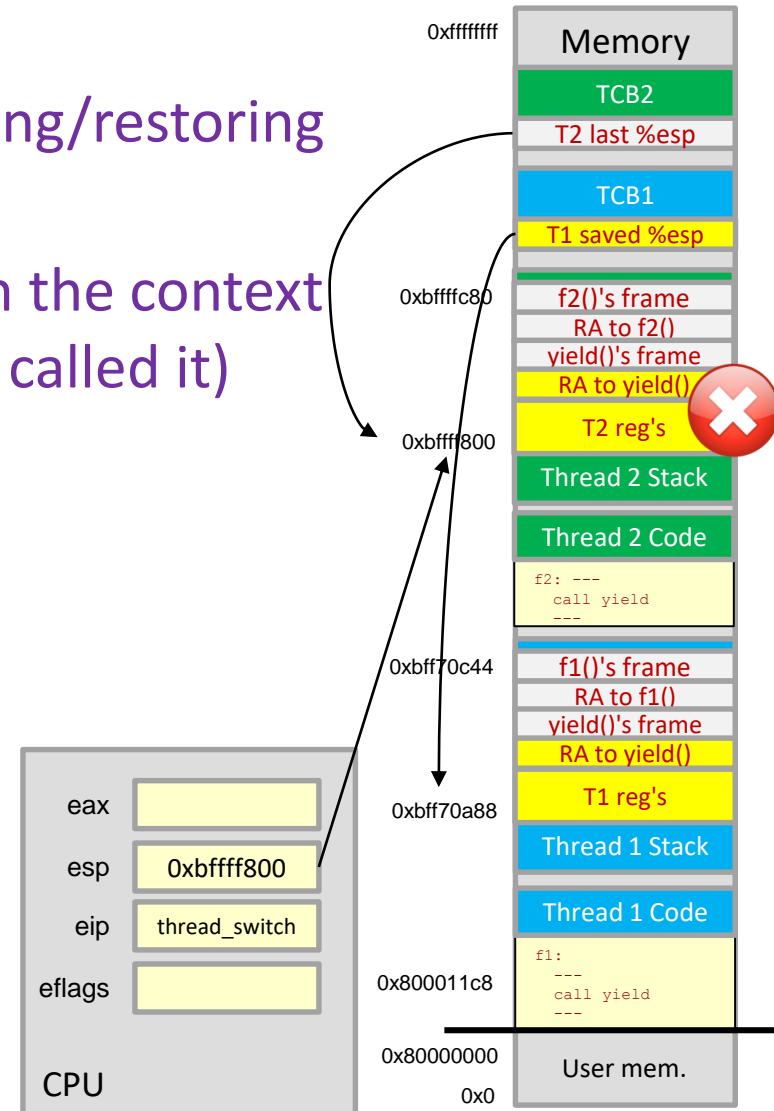 ing/restoring
n the context
called it)
0xffffffff
Memory
TCB2
T2 last %esp
TCB1
T1 saved %esp
0xbffffc80
f2()'s frame
RA to f2()
yield()'s frame
RA to yield()
T2 reg's
0xbffff800
Thread 2 Stack
Thread 2 Code
f2: ---
call yield
---
0xbff70c44
f1()'s frame
RA to f1()
yield()'s frame
RA to yield()
T1 reg's
0xbff70a88
Thread 1 Stack
Thread 1 Code
f1:
---
0x800011c8
call yield
---
0x80000000
User mem.
0x0
eax
esp 0xbffff800
eip thread_switch
eflags
CPU